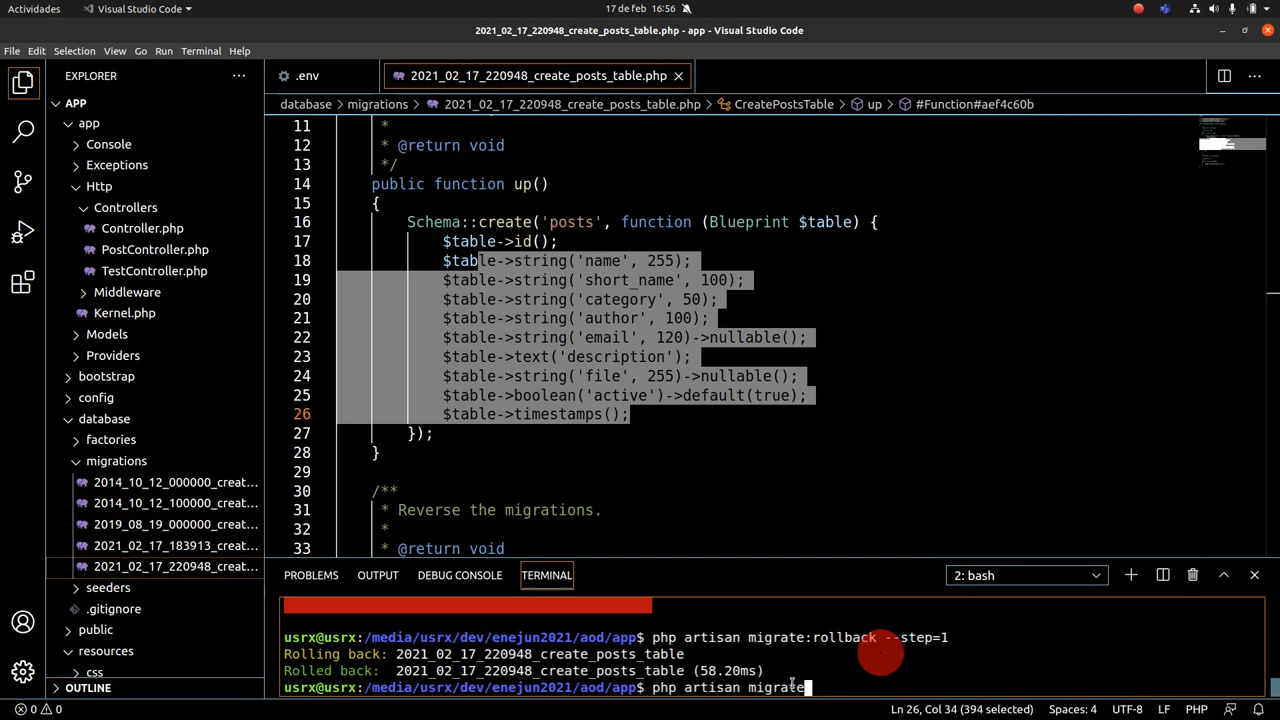 Actividades Visual Studio Code 17 de feb 16:56
2021_02_17_220948_create_posts_table.php - app - Visual Studio Code
File Edit Selection View Go Run Terminal Help
EXPLORER
.env
2021_02_17_220948_create_posts_table.php
database > migrations > 2021_02_17_220948_create_posts_table.php > CreatePostsTable > up > #Function#aef4c60b
APP
app
Console
Exceptions
Http
Controllers
Controller.php
PostController.php
TestController.php
Middleware
Kernel.php
Models
Providers
bootstrap
config
database
factories
migrations
2014_10_12_000000_creat...
2014_10_12_100000_creat...
2019_08_19_000000_creat...
2021_02_17_183913_creat...
2021_02_17_220948_creat...
seeders
.gitignore
public
resources
css
OUTLINE
11 *
12 * @return void
13 */
14 public function up()
15 {
16 Schema::create('posts', function (Blueprint $table) {
17 $table->id();
18 $table->string('name', 255);
19 $table->string('short_name', 100);
20 $table->string('category', 50);
21 $table->string('author', 100);
22 $table->string('email', 120)->nullable();
23 $table->text('description');
24 $table->string('file', 255)->nullable();
25 $table->boolean('active')->default(true);
26 $table->timestamps();
27 });
28 }
29
30 /**
31 * Reverse the migrations.
32 *
33 * @return void
PROBLEMS OUTPUT DEBUG CONSOLE TERMINAL 2: bash
usrx@usrx:/media/usrx/dev/enejun2021/aod/app$ php artisan migrate:rollback --step=1
Rolling back: 2021_02_17_220948_create_posts_table
Rolled back: 2021_02_17_220948_create_posts_table (58.20ms)
usrx@usrx:/media/usrx/dev/enejun2021/aod/app$ php artisan migrate
0 0 Ln 26, Col 34 (394 selected) Spaces: 4 UTF-8 LF PHP